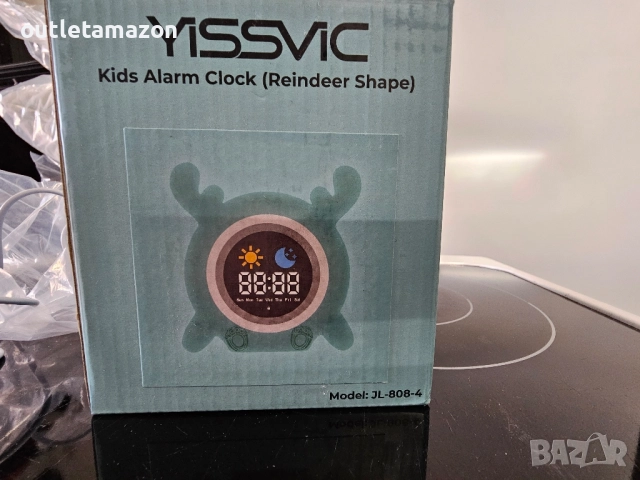 outletamazon
YISSVIC
Kids Alarm Clock (Reindeer Shape)
88:88
Sun Mon Tue Wed Thu Fri Sat
Model: JL-808-4
BAZAR